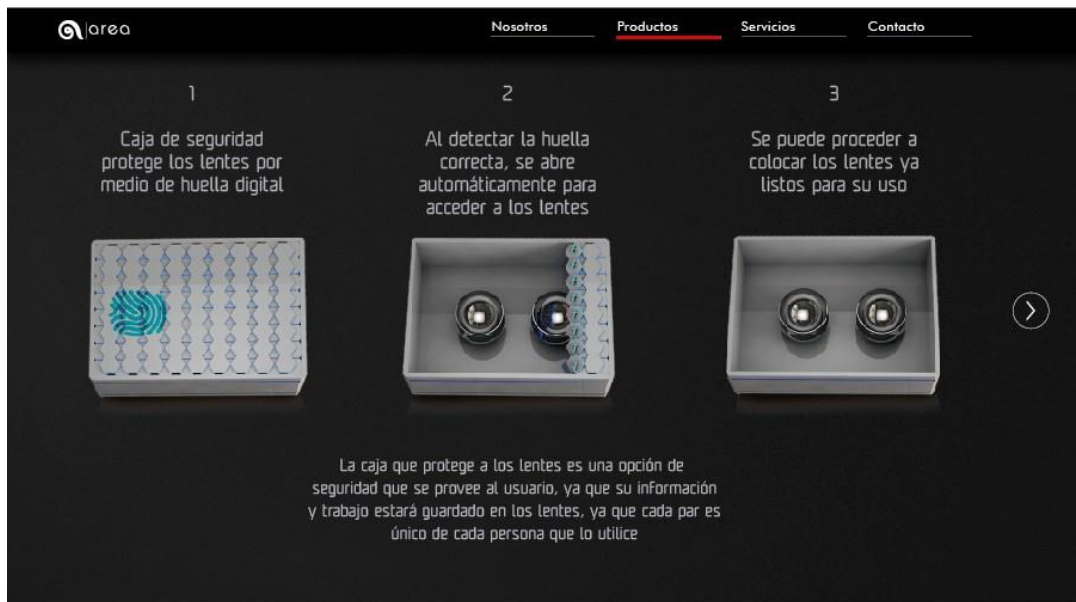 area
Nosotros
Productos
Servicios
Contacto
1
Caja de seguridad
protege los lentes por
medio de huella digital
2
Al detectar la huella
correcta, se abre
automáticamente para
acceder a los lentes
3
Se puede proceder a
colocar los lentes ya
listos para su uso
La caja que protege a los lentes es una opción de
seguridad que se provee al usuario, ya que su información
y trabajo estará guardado en los lentes, ya que cada par es
único de cada persona que lo utilice